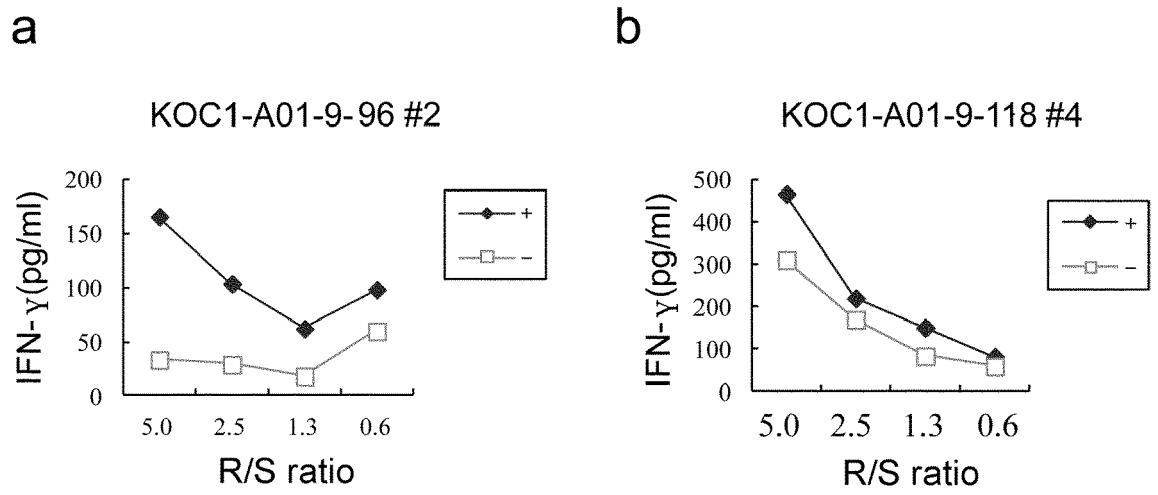 a
KOC1-A01-9-96 #2
IFN-γ(pg/ml)
200
150
100
50
0
5.0 2.5 1.3 0.6
R/S ratio
+
−
b
KOC1-A01-9-118 #4
IFN-γ(pg/ml)
500
400
300
200
100
0
5.0 2.5 1.3 0.6
R/S ratio
+
−